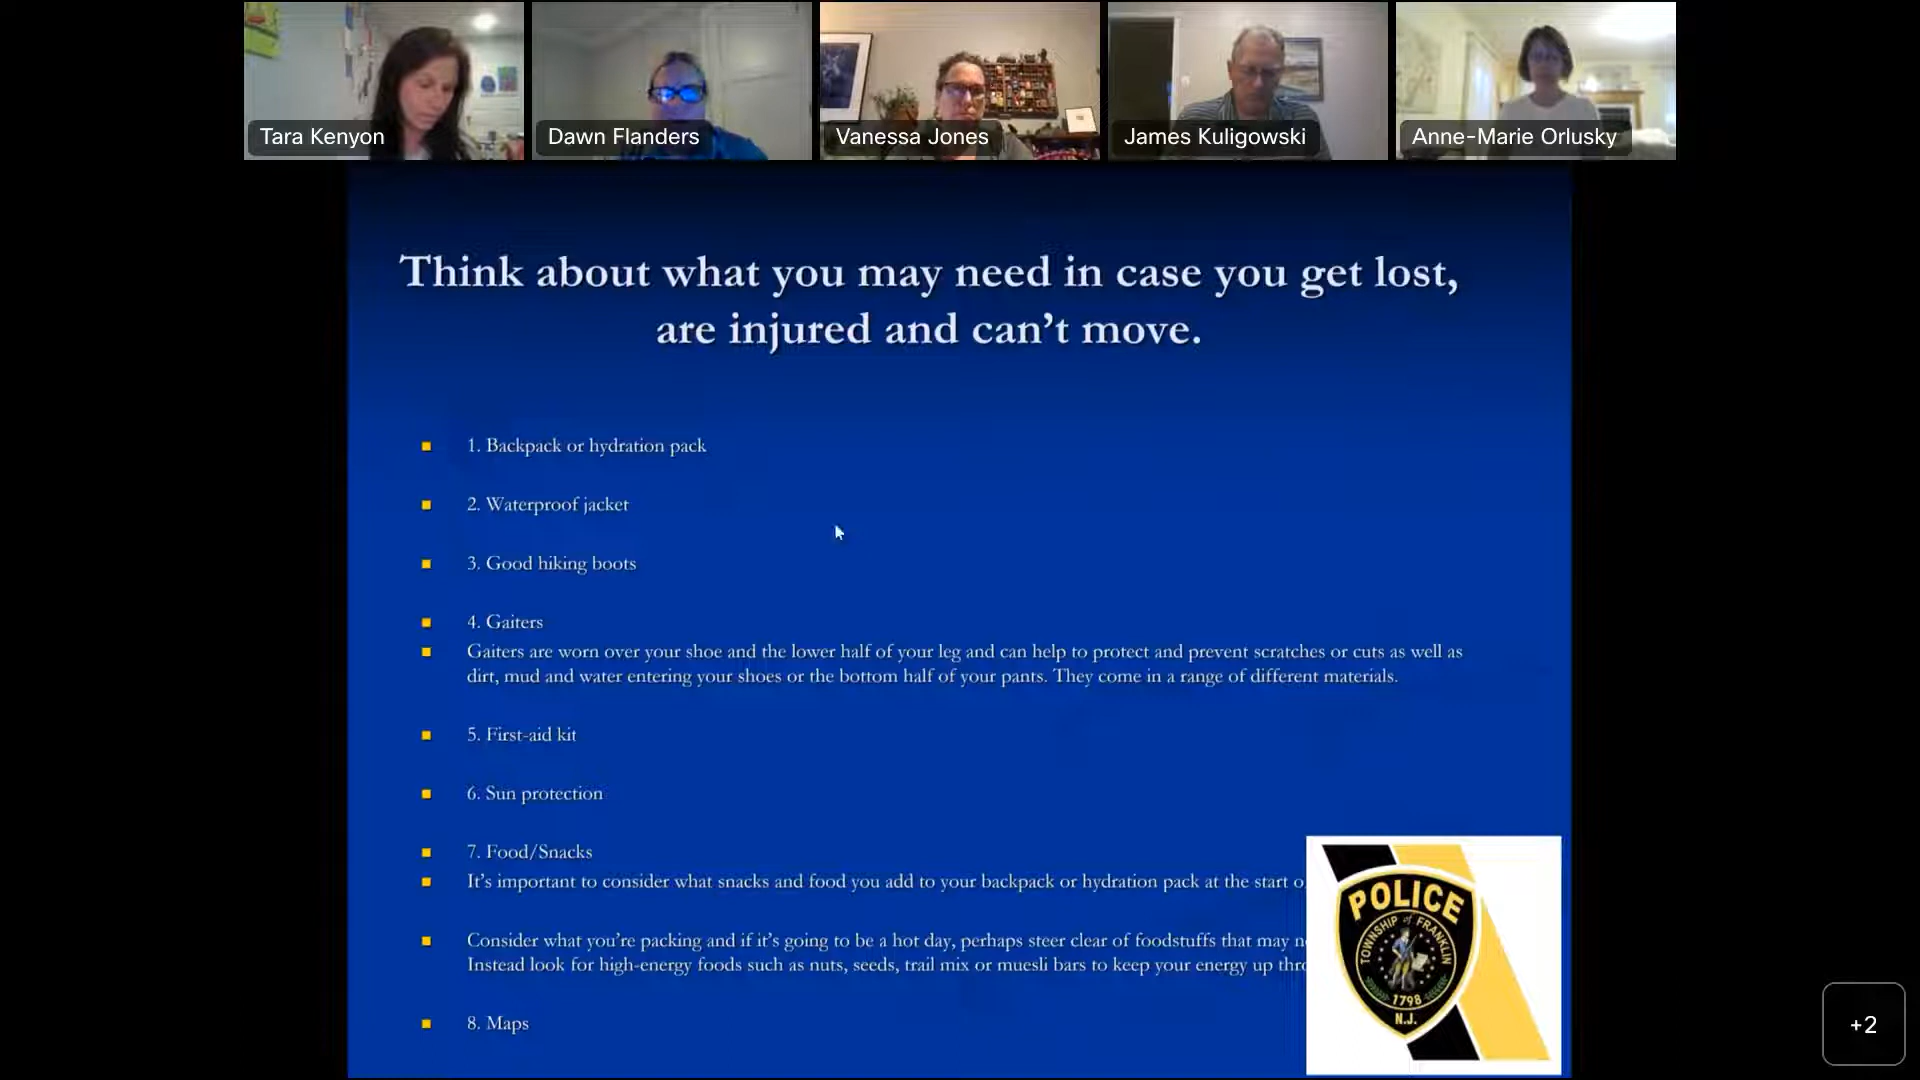 Tara Kenyon
Dawn Flanders
Vanessa Jones
James Kuligowski
Anne-Marie Orlusky
Think about what you may need in case you get lost,
are injured and can't move.
1. Backpack or hydration pack
2. Waterproof jacket
3. Good hiking boots
4. Gaiters
Gaiters are worn over your shoe and the lower half of your leg and can help to protect and prevent scratches or cuts as well as
dirt, mud and water entering your shoes or the bottom half of your pants. They come in a range of different materials.
5. First-aid kit
6. Sun protection
7. Food/Snacks
It's important to consider what snacks and food you add to your backpack or hydration pack at the start
Consider what you're packing and if it's going to be a hot day, perhaps steer clear of foodstuffs that may
Instead look for high-energy foods such as nuts, seeds, trail mix or muesli bars to keep your energy up
8. Maps
POLICE
TOWNSHIP of FRANKLIN
1798
N.J.
+2